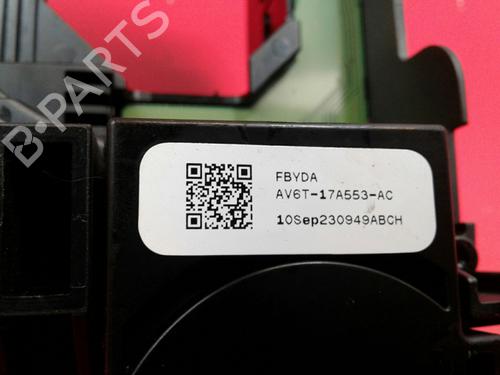 B-PARTS
FBYDA
AV6T-17A553-AC
10Sep230949ABCH